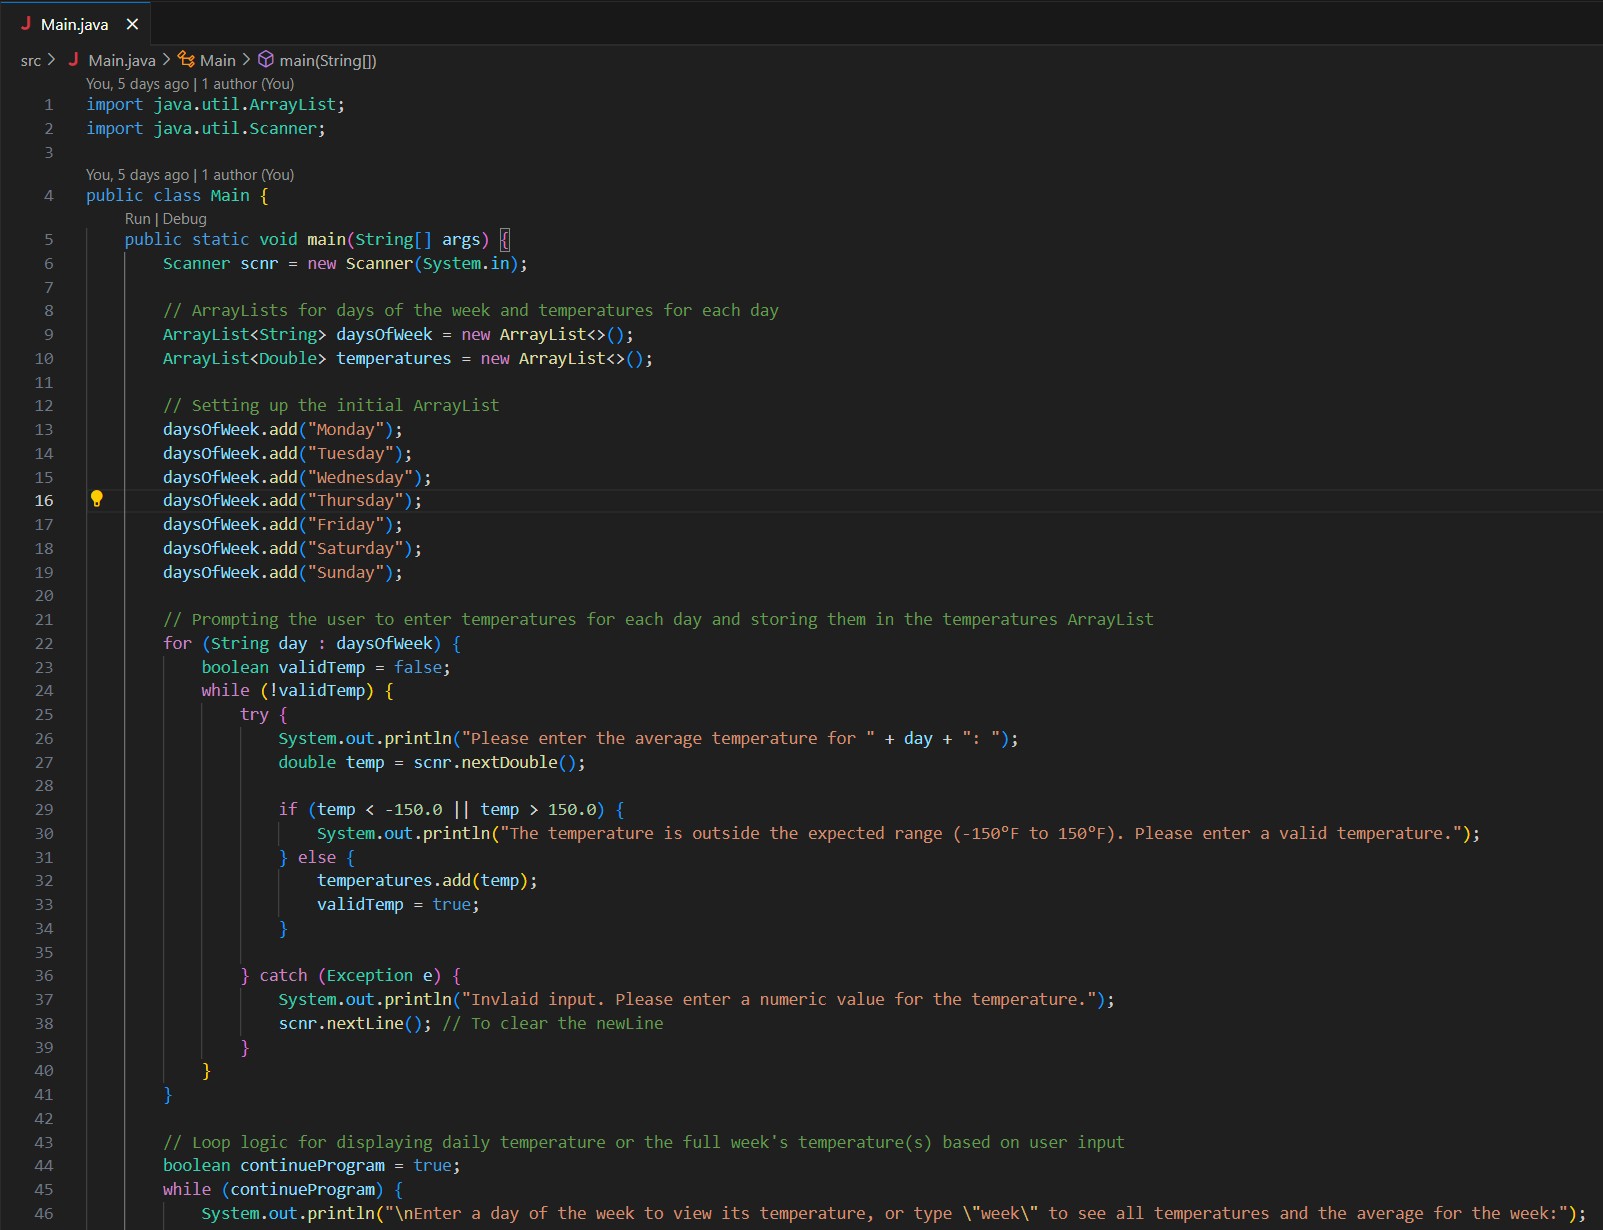 J Main.java ×
src > J Main.java > Main > main(String[])
You, 5 days ago | 1 author (You)
1 import java.util.ArrayList;
2 import java.util.Scanner;
3
You, 5 days ago | 1 author (You)
4 public class Main {
Run | Debug
5 public static void main(String[] args) {
6 Scanner scnr = new Scanner(System.in);
7
8 // ArrayLists for days of the week and temperatures for each day
9 ArrayList<String> daysOfWeek = new ArrayList<>();
10 ArrayList<Double> temperatures = new ArrayList<>();
11
12 // Setting up the initial ArrayList
13 daysOfWeek.add("Monday");
14 daysOfWeek.add("Tuesday");
15 daysOfWeek.add("Wednesday");
16 daysOfWeek.add("Thursday");
17 daysOfWeek.add("Friday");
18 daysOfWeek.add("Saturday");
19 daysOfWeek.add("Sunday");
20
21 // Prompting the user to enter temperatures for each day and storing them in the temperatures ArrayList
22 for (String day : daysOfWeek) {
23 boolean validTemp = false;
24 while (!validTemp) {
25 try {
26 System.out.println("Please enter the average temperature for " + day + ": ");
27 double temp = scnr.nextDouble();
28
29 if (temp < -150.0 || temp > 150.0) {
30 System.out.println("The temperature is outside the expected range (-150°F to 150°F). Please enter a valid temperature.");
31 } else {
32 temperatures.add(temp);
33 validTemp = true;
34 }
35
36 } catch (Exception e) {
37 System.out.println("Invlaid input. Please enter a numeric value for the temperature.");
38 scnr.nextLine(); // To clear the newLine
39 }
40 }
41 }
42
43 // Loop logic for displaying daily temperature or the full week's temperature(s) based on user input
44 boolean continueProgram = true;
45 while (continueProgram) {
46 System.out.println("\nEnter a day of the week to view its temperature, or type \"week\" to see all temperatures and the average for the week:");